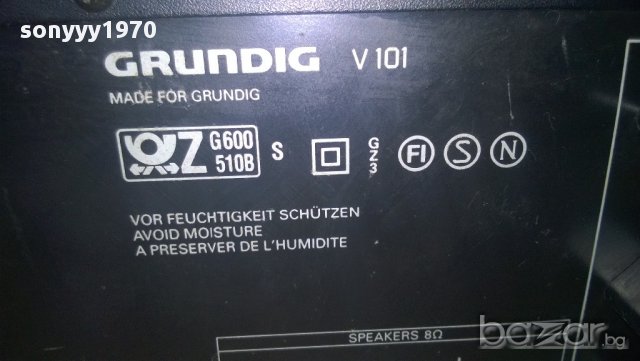 sonyyy1970
GRUNDIG V 101
MADE FOR GRUNDIG
Z G600 510B S GZ3 FI S N
VOR FEUCHTIGKEIT SCHÜTZEN
AVOID MOISTURE
A PRESERVER DE L'HUMIDITE
SPEAKERS 8Ω
bazar.bg